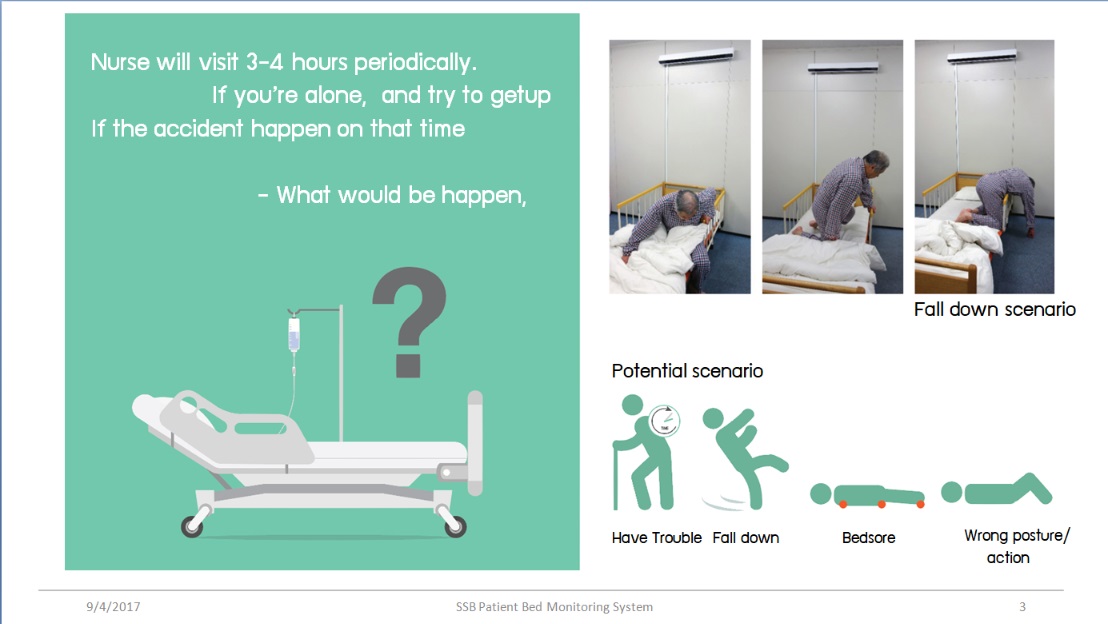 Nurse will visit 3-4 hours periodically.
If you're alone, and try to getup
If the accident happen on that time
- What would be happen,
?
Fall down scenario
Potential scenario
Have Trouble
Fall down
Bedsore
Wrong posture/
action
9/4/2017
SSB Patient Bed Monitoring System
3